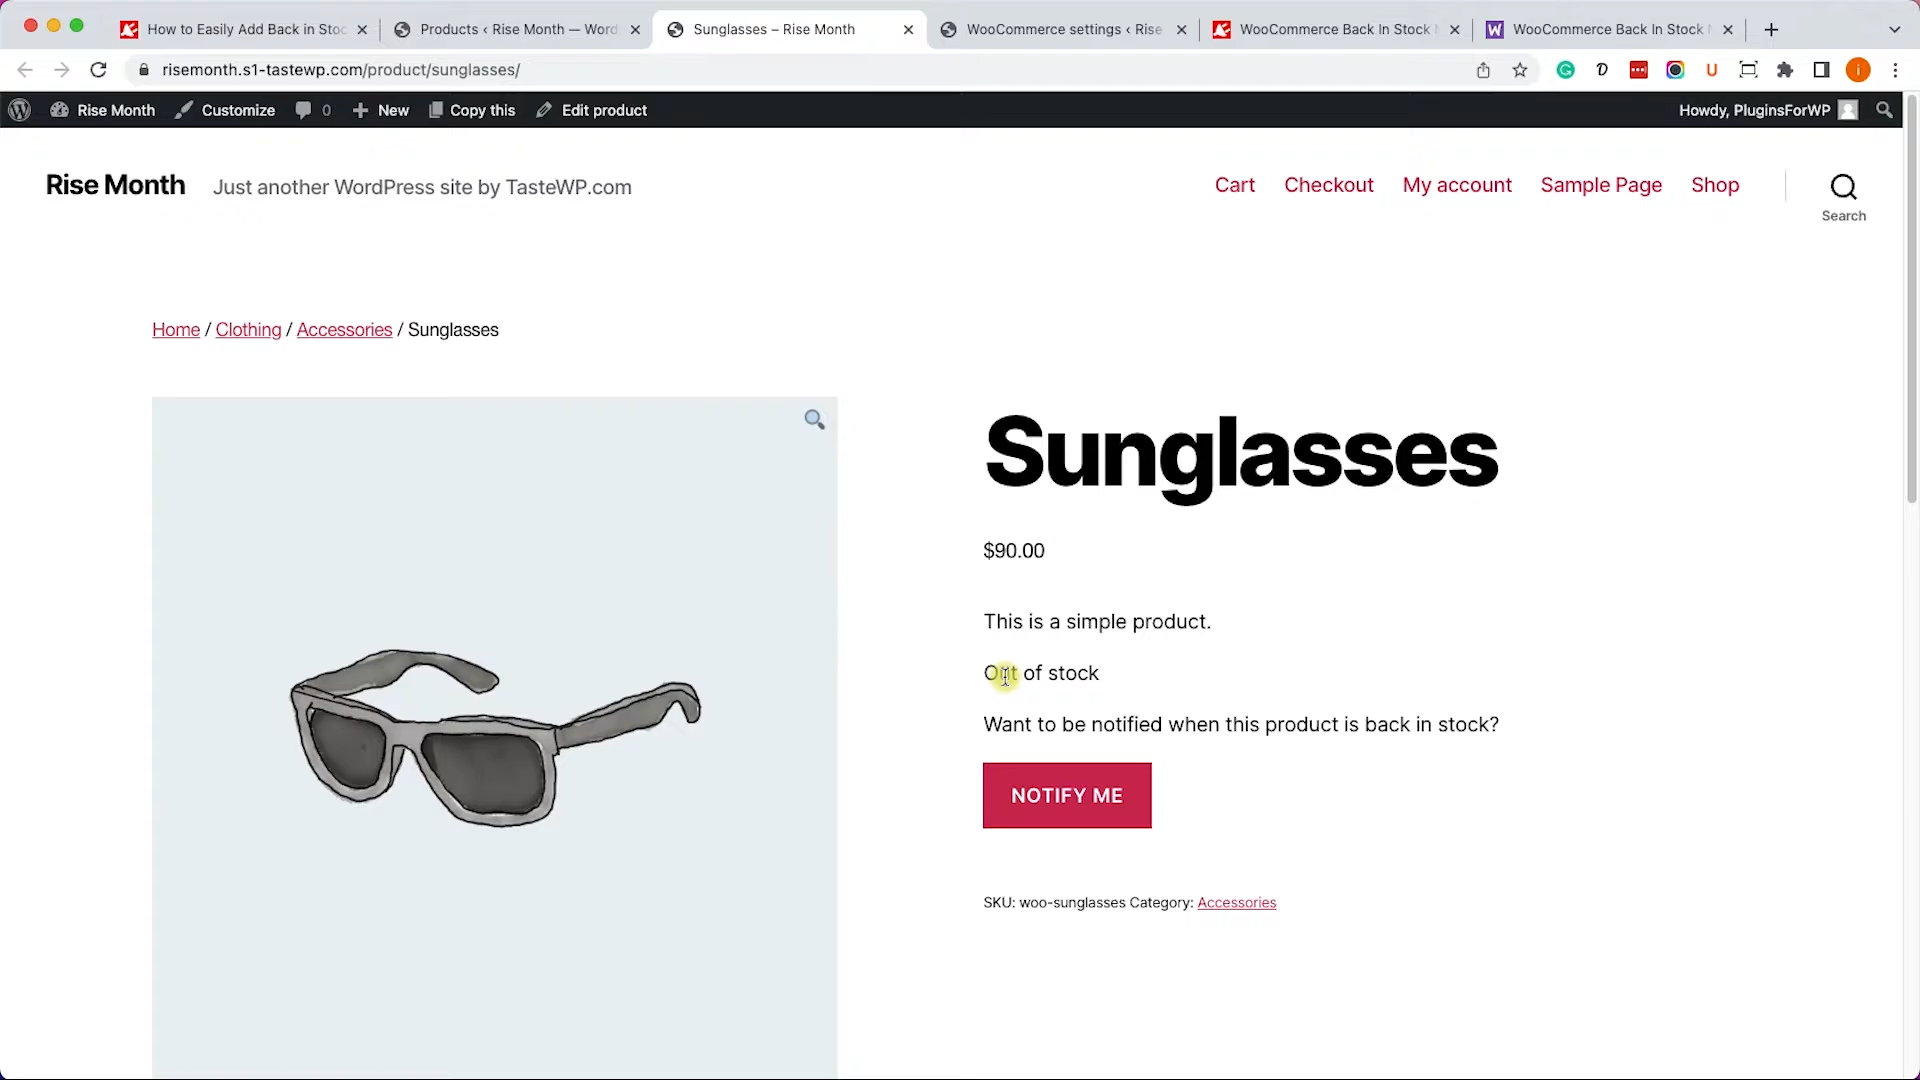 How to Easily Add Back in Stoc
Products ‹ Rise Month — Word
Sunglasses – Rise Month
WooCommerce settings ‹ Rise
WooCommerce Back In Stock
WooCommerce Back In Stock
risemonth.s1-tastewp.com/product/sunglasses/
Rise Month
Customize
0
New
Copy this
Edit product
Howdy, PluginsForWP
Rise Month
Just another WordPress site by TasteWP.com
Cart
Checkout
My account
Sample Page
Shop
Search
Home / Clothing / Accessories / Sunglasses
Sunglasses
$90.00
This is a simple product.
Out of stock
Want to be notified when this product is back in stock?
NOTIFY ME
SKU: woo-sunglasses Category: Accessories